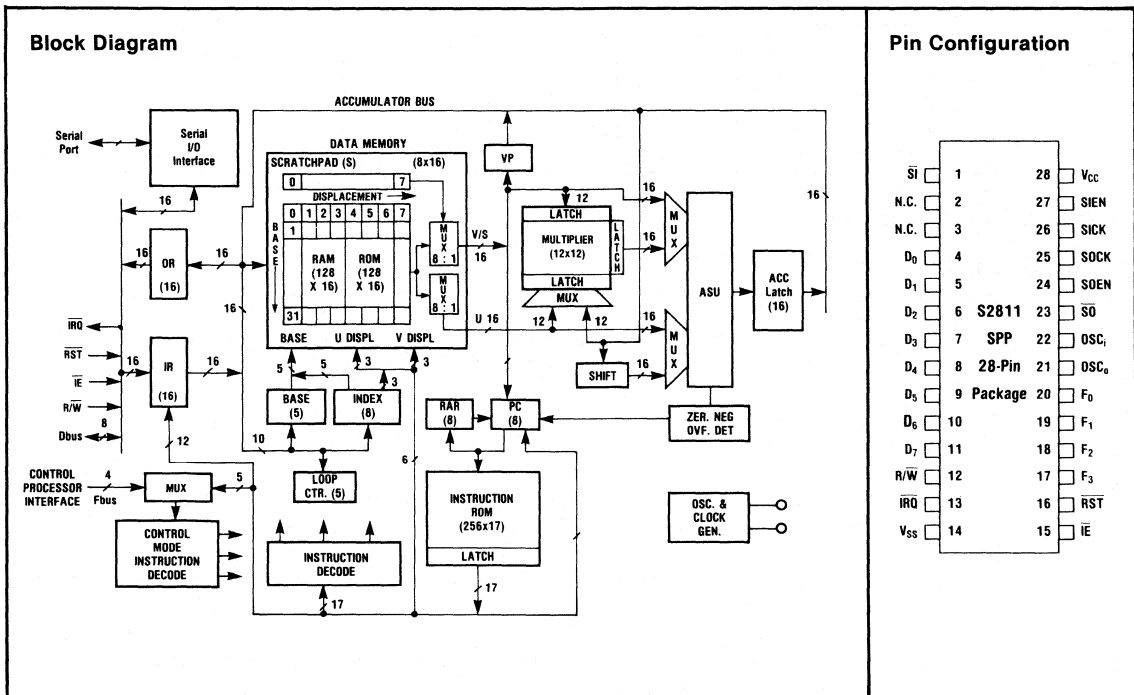 Block Diagram
ACCUMULATOR BUS
Serial
Port
Serial
I/O
Interface
16
DATA MEMORY
SCRATCHPAD (S) (8x16)
0 7
DISPLACEMENT
0 1 2 3 4 5 6 7
1
BASE
RAM
(128
X 16)
ROM
(128
X 16)
31
MUX
8:1
MUX
8:1
V/S
16
U 16
BASE U DISPL V DISPL
VP
12
LATCH
MULTIPLIER
(12x12)
LATCH
LATCH
MUX
12
12
SHIFT
16
16
16
16
MUX
MUX
ASU
ACC
Latch
(16)
16
16
OR
(16)
16
16
IRQ
RST
IE
R/W
Dbus
8
16
IR
(16)
16
12
5
5
3
3
3
BASE
(5)
INDEX
(8)
10
LOOP
CTR. (5)
6
RAR
(8)
PC
(8)
ZER. NEG
OVF. DET
CONTROL
PROCESSOR
INTERFACE
4
Fbus
MUX
5
CONTROL
MODE
INSTRUCTION
DECODE
INSTRUCTION
DECODE
17
INSTRUCTION
ROM
(256x17)
LATCH
17
OSC. &
CLOCK
GEN.
Pin Configuration
S̅I̅ 1 28 VCC
N.C. 2 27 SIEN
N.C. 3 26 SICK
D0 4 25 SOCK
D1 5 24 SOEN
D2 6 S2811 23 S̅O̅
D3 7 SPP 22 OSCi
D4 8 28-Pin 21 OSCo
D5 9 Package 20 F0
D6 10 19 F1
D7 11 18 F2
R/W̅ 12 17 F3
I̅R̅Q̅ 13 16 R̅S̅T̅
VSS 14 15 I̅E̅